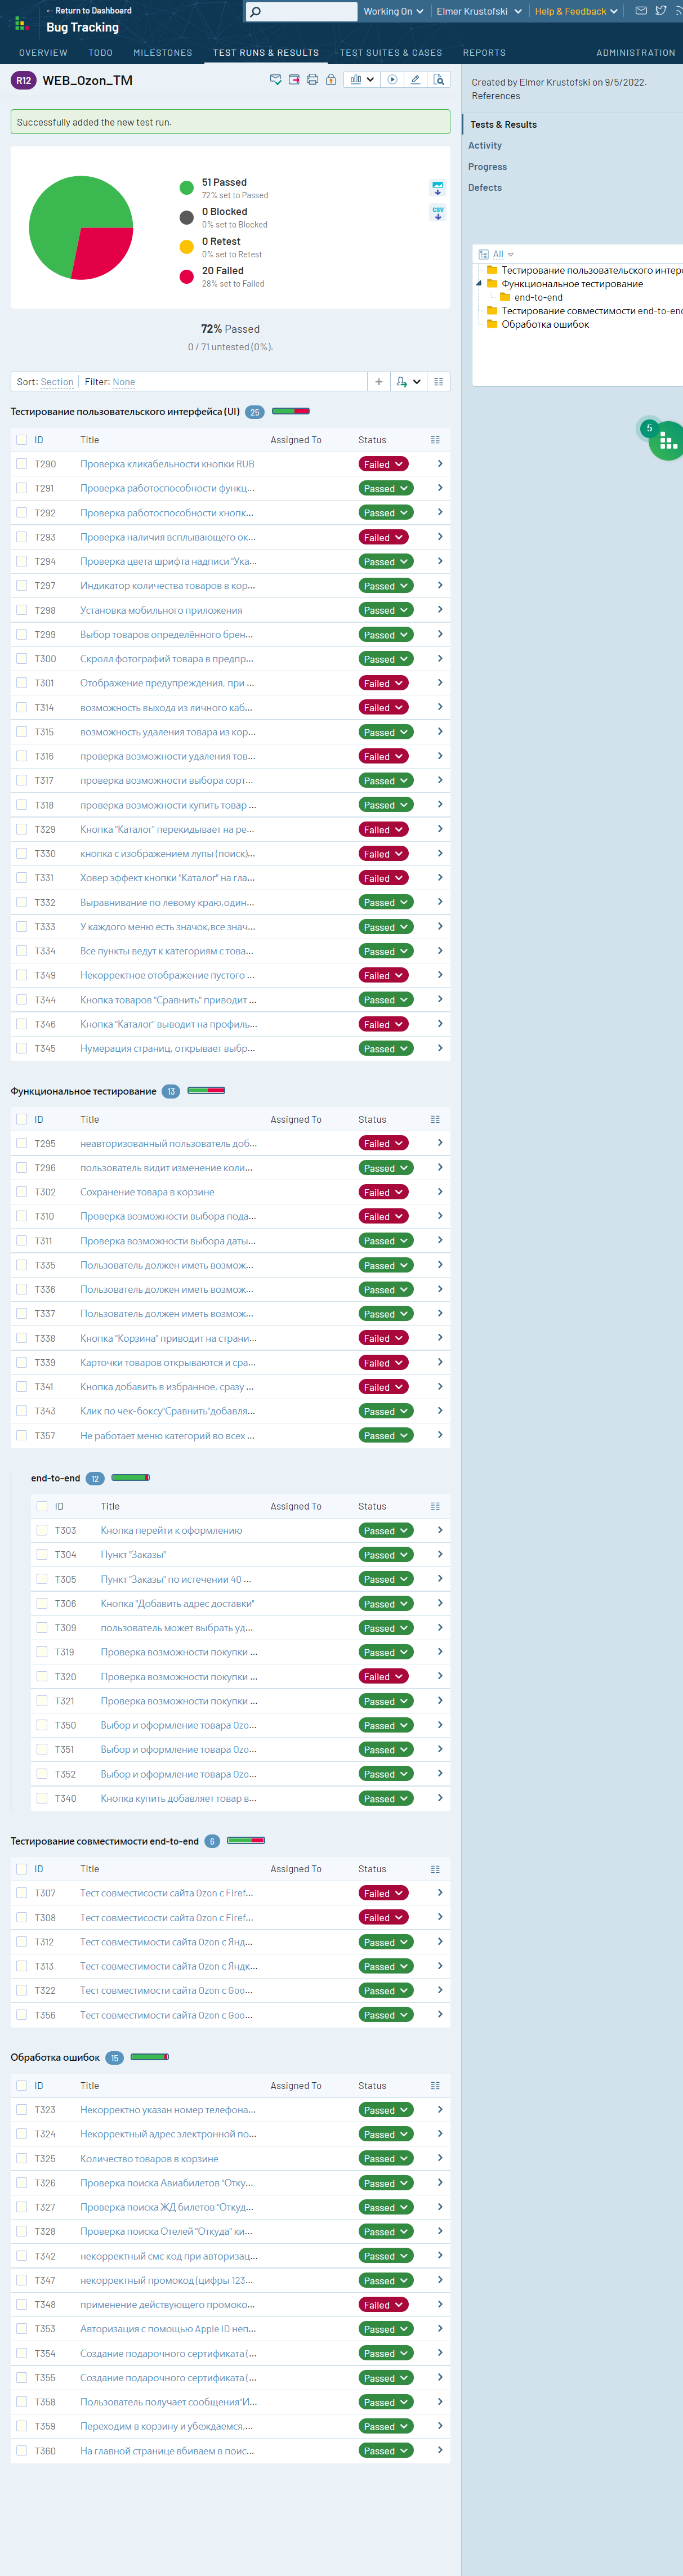 ← Return to Dashboard
Bug Tracking
Working On
Elmer Krustofski
Help & Feedback
OVERVIEW TODO MILESTONES TEST RUNS & RESULTS TEST SUITES & CASES REPORTS ADMINISTRATION
R12 WEB_Ozon_TM
Successfully added the new test run.
51 Passed
72% set to Passed
0 Blocked
0% set to Blocked
0 Retest
0% set to Retest
20 Failed
28% set to Failed
CSV
72% Passed
0 / 71 untested (0%).
Sort: Section Filter: None
Тестирование пользовательского интерфейса (UI) 25
ID Title Assigned To Status
T290 Проверка кликабельности кнопки RUB Failed
T291 Проверка работоспособности функц... Passed
T292 Проверка работоспособности кнопк... Passed
T293 Проверка наличия всплывающего ок... Failed
T294 Проверка цвета шрифта надписи "Ука... Passed
T297 Индикатор количества товаров в кор... Passed
T298 Установка мобильного приложения Passed
T299 Выбор товаров определённого брен... Passed
T300 Скролл фотографий товара в предпр... Passed
T301 Отображение предупреждения, при ... Failed
T314 возможность выхода из личного каб... Failed
T315 возможность удаления товара из кор... Passed
T316 проверка возможности удаления тов... Failed
T317 проверка возможности выбора сорт... Passed
T318 проверка возможности купить товар ... Passed
T329 Кнопка "Каталог" перекидывает на ре... Failed
T330 кнопка с изображением лупы (поиск)... Failed
T331 Ховер эффект кнопки "Каталог" на гла... Failed
T332 Выравнивание по левому краю,один... Passed
T333 У каждого меню есть значок,все знач... Passed
T334 Все пункты ведут к категориям с това... Passed
T349 Некорректное отображение пустого ... Failed
T344 Кнопка товаров "Сравнить" приводит ... Passed
T346 Кнопка "Каталог" выводит на профиль... Failed
T345 Нумерация страниц, открывает выбр... Passed
Функциональное тестирование 13
ID Title Assigned To Status
T295 неавторизованный пользователь доб... Failed
T296 пользователь видит изменение коли... Passed
T302 Сохранение товара в корзине Failed
T310 Проверка возможности выбора пода... Failed
T311 Проверка возможности выбора даты... Passed
T335 Пользователь должен иметь возмож... Passed
T336 Пользователь должен иметь возмож... Passed
T337 Пользователь должен иметь возмож... Passed
T338 Кнопка "Корзина" приводит на страни... Failed
T339 Карточки товаров открываются и сра... Failed
T341 Кнопка добавить в избранное, сразу ... Failed
T343 Клик по чек-боксу"Сравнить"добавля... Passed
T357 Не работает меню категорий во всех ... Passed
end-to-end 12
ID Title Assigned To Status
T303 Кнопка перейти к оформлению Passed
T304 Пункт "Заказы" Passed
T305 Пункт "Заказы" по истечении 40 ... Passed
T306 Кнопка "Добавить адрес доставки" Passed
T309 пользователь может выбрать уд... Passed
T319 Проверка возможности покупки ... Passed
T320 Проверка возможности покупки ... Failed
T321 Проверка возможности покупки ... Passed
T350 Выбор и оформление товара Ozo... Passed
T351 Выбор и оформление товара Ozo... Passed
T352 Выбор и оформление товара Ozo... Passed
T340 Кнопка купить добавляет товар в... Passed
Тестирование совместимости end-to-end 6
ID Title Assigned To Status
T307 Тест совместисости сайта Ozon с Firef... Failed
T308 Тест совместисости сайта Ozon с Firef... Failed
T312 Тест совместимости сайта Ozon с Янд... Passed
T313 Тест совместимости сайта Ozon с Яндк... Passed
T322 Тест совместимости сайта Ozon с Goo... Passed
T356 Тест совместимости сайта Ozon с Goo... Passed
Обработка ошибок 15
ID Title Assigned To Status
T323 Некорректно указан номер телефона... Passed
T324 Некорректный адрес электронной по... Passed
T325 Количество товаров в корзине Passed
T326 Проверка поиска Авиабилетов "Отку... Passed
T327 Проверка поиска ЖД билетов "Откуд... Passed
T328 Проверка поиска Отелей "Откуда" ки... Passed
T342 некорректный смс код при авторизац... Passed
T347 некорректный промокод (цифры 123... Passed
T348 применение действующего промоко... Failed
T353 Авторизация с помощью Apple ID неп... Passed
T354 Создание подарочного сертификата (... Passed
T355 Создание подарочного сертификата (... Passed
T358 Пользователь получает сообщения"И... Passed
T359 Переходим в корзину и убеждаемся,... Passed
T360 На главной странице вбиваем в поис... Passed
Created by Elmer Krustofski on 9/5/2022.
References
Tests & Results
Activity
Progress
Defects
All
Тестирование пользовательского интерф
Функциональное тестирование
end-to-end
Тестирование совместимости end-to-en
Обработка ошибок
5